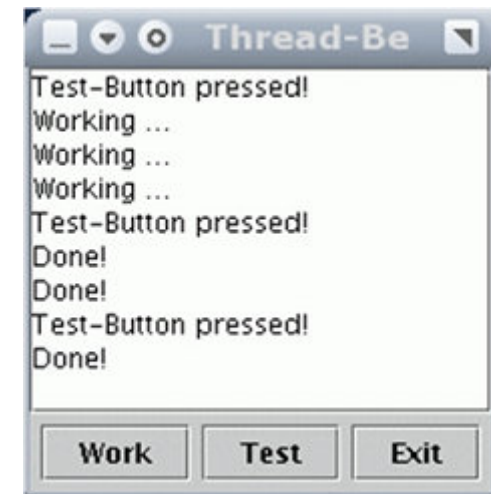 Thread-Be
Test-Button pressed!
Working ...
Working ...
Working ...
Test-Button pressed!
Done!
Done!
Test-Button pressed!
Done!
Work Test Exit